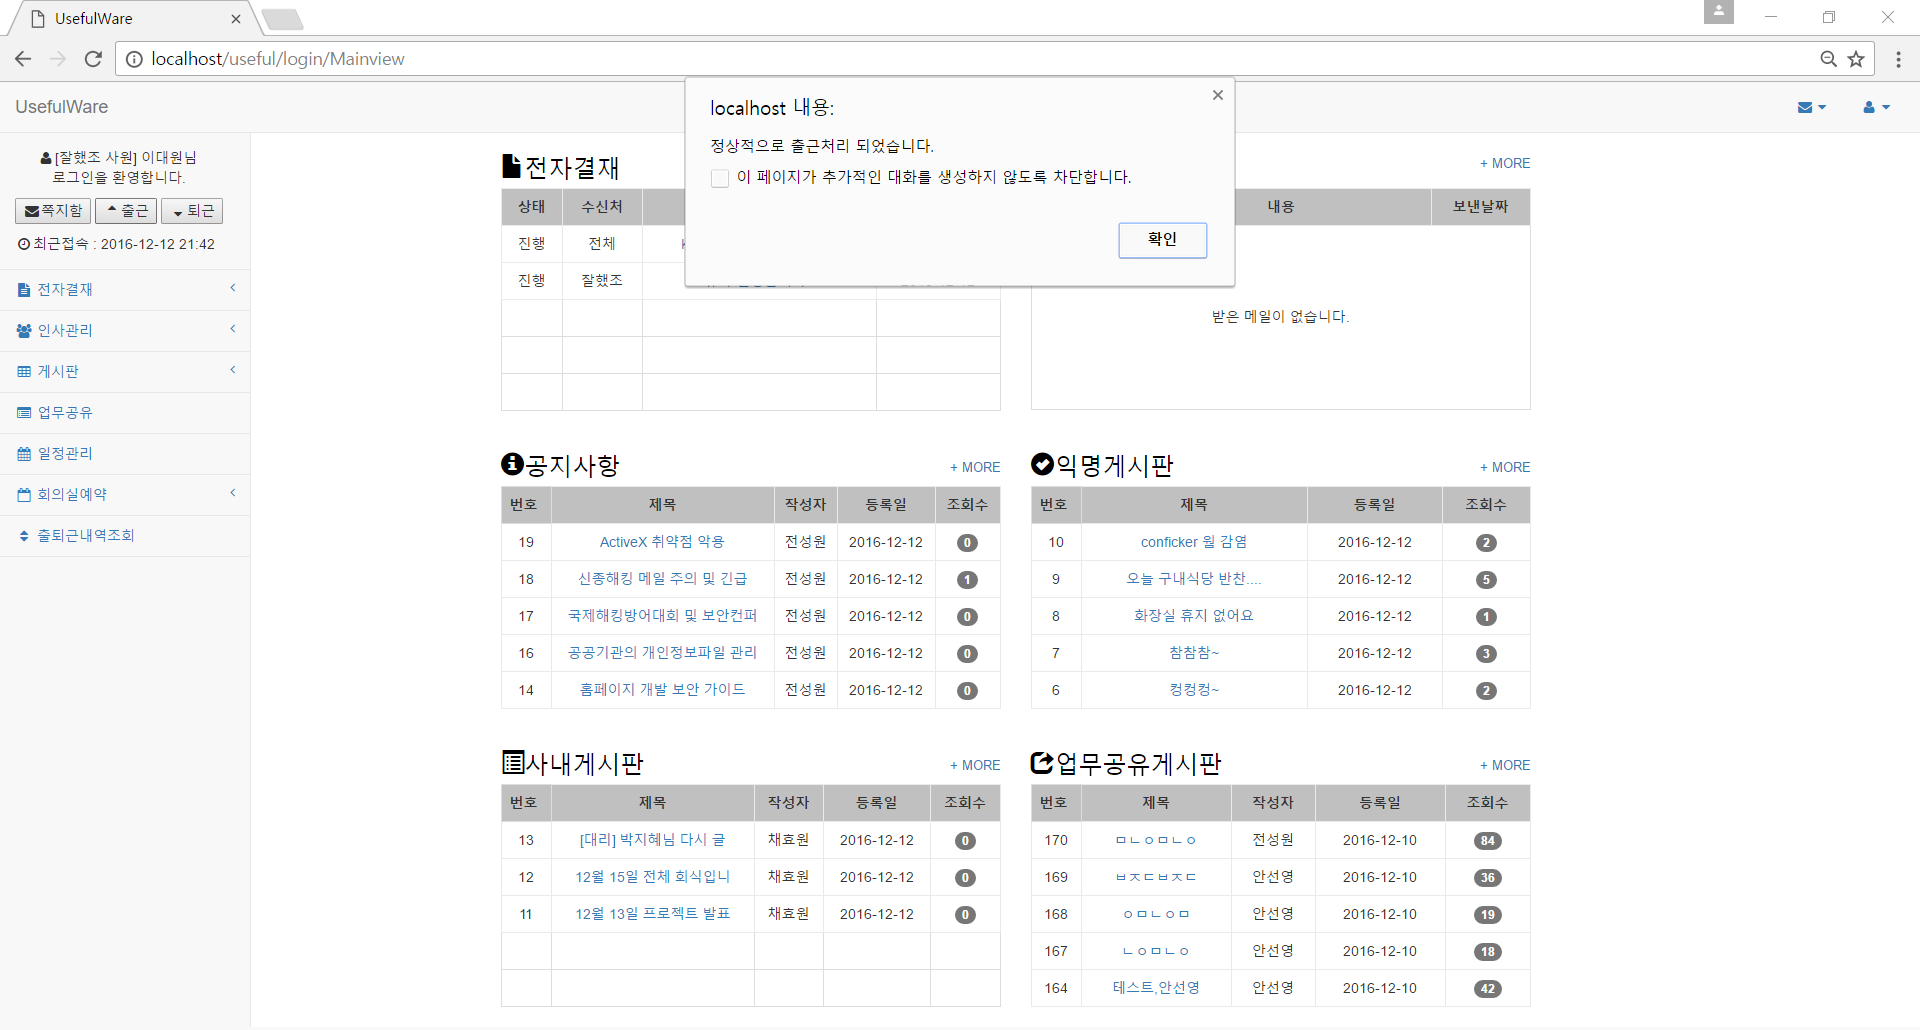 UsefulWare
localhost/useful/login/Mainview
UsefulWare
localhost 내용:
정상적으로 출근처리 되었습니다.
이 페이지가 추가적인 대화를 생성하지 않도록 차단합니다.
확인
[잘했조 사원] 이대원님
로그인을 환영합니다.
쪽지함 출근 퇴근
최근접속 : 2016-12-12 21:42
전자결재
인사관리
게시판
업무공유
일정관리
회의실예약
출퇴근내역조회
전자결재
상태 수신처
진행 전체
진행 잘했조
+ MORE
내용 보낸날짜
받은 메일이 없습니다.
공지사항 + MORE
번호 제목 작성자 등록일 조회수
19 ActiveX 취약점 악용 전성원 2016-12-12 0
18 신종해킹 메일 주의 및 긴급 전성원 2016-12-12 1
17 국제해킹방어대회 및 보안컨퍼 전성원 2016-12-12 0
16 공공기관의 개인정보파일 관리 전성원 2016-12-12 0
14 홈페이지 개발 보안 가이드 전성원 2016-12-12 0
익명게시판 + MORE
번호 제목 등록일 조회수
10 conficker 웜 감염 2016-12-12 2
9 오늘 구내식당 반찬.... 2016-12-12 5
8 화장실 휴지 없어요 2016-12-12 1
7 참참참~ 2016-12-12 3
6 컹컹컹~ 2016-12-12 2
사내게시판 + MORE
번호 제목 작성자 등록일 조회수
13 [대리] 박지혜님 다시 글 채효원 2016-12-12 0
12 12월 15일 전체 회식입니 채효원 2016-12-12 0
11 12월 13일 프로젝트 발표 채효원 2016-12-12 0
업무공유게시판 + MORE
번호 제목 작성자 등록일 조회수
170 ㅁㄴㅇㅁㄴㅇ 전성원 2016-12-10 84
169 ㅂㅈㄷㅂㅈㄷ 안선영 2016-12-10 36
168 ㅇㅁㄴㅇㅁ 안선영 2016-12-10 19
167 ㄴㅇㅁㄴㅇ 안선영 2016-12-10 18
164 테스트,안선영 안선영 2016-12-10 42